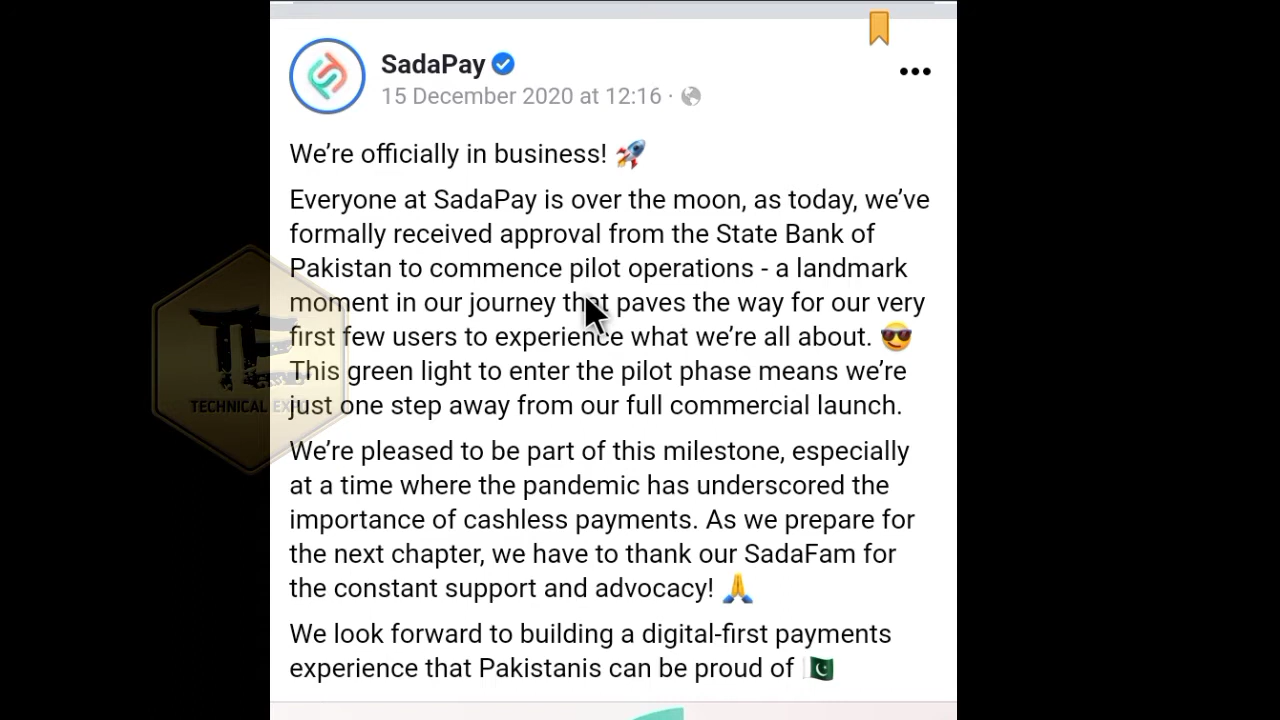 SadaPay
15 December 2020 at 12:16 ·
We’re officially in business! 🚀
Everyone at SadaPay is over the moon, as today, we’ve
formally received approval from the State Bank of
Pakistan to commence pilot operations - a landmark
moment in our journey that paves the way for our very
first few users to experience what we’re all about. 😎
This green light to enter the pilot phase means we’re
just one step away from our full commercial launch.
We’re pleased to be part of this milestone, especially
at a time where the pandemic has underscored the
importance of cashless payments. As we prepare for
the next chapter, we have to thank our SadaFam for
the constant support and advocacy! 🙏
We look forward to building a digital-first payments
experience that Pakistanis can be proud of 🇵🇰
TECHNICAL